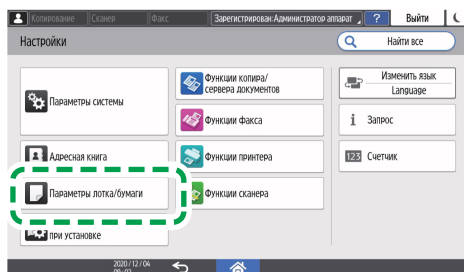 Копирование Сканер Факс Зарегистрирован:Администратор аппарат ? Выйти
Настройки
Найти все
Параметры системы
Функции копира/
сервера документов
Изменить язык
Language
Функции факса
i Запрос
Адресная книга
Функции принтера
123 Счетчик
Параметры лотка/бумаги
Функции сканера
при установке
2020/12/04